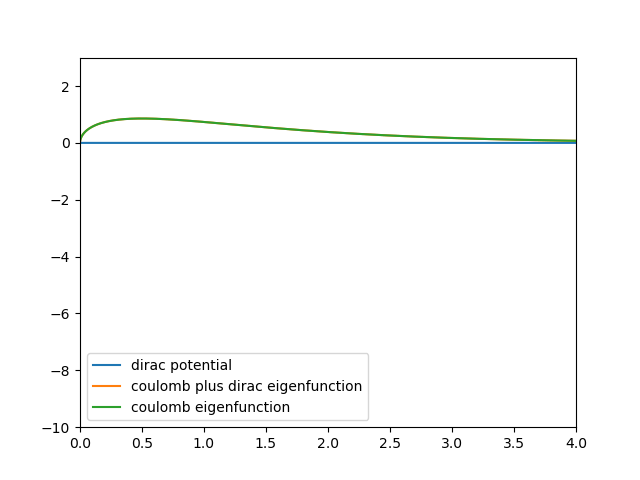 2
0
−2
−4
−6
−8
−10
dirac potential
coulomb plus dirac eigenfunction
coulomb eigenfunction
0.0 0.5 1.0 1.5 2.0 2.5 3.0 3.5 4.0